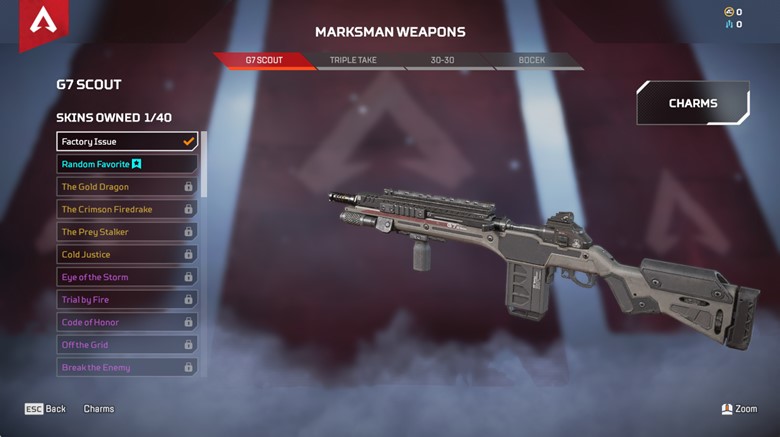 0
0
MARKSMAN WEAPONS
G7 SCOUT
TRIPLE TAKE
30-30
BOCEK
G7 SCOUT
CHARMS
SKINS OWNED 1/40
Factory Issue
Random Favorite
The Gold Dragon
The Crimson Firedrake
The Prey Stalker
Cold Justice
Eye of the Storm
Trial by Fire
Code of Honor
Off the Grid
Break the Enemy
ESC Back
Charms
Zoom